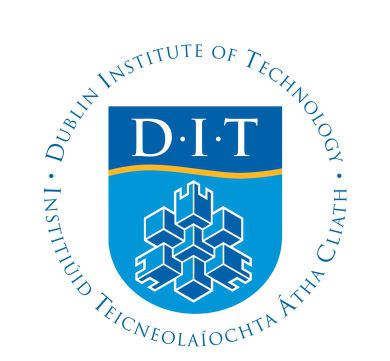 DUBLIN INSTITUTE OF TECHNOLOGY
D·I·T
INSTITIÚID TEICNEOLAÍOCHTA ÁTHA CLIATH